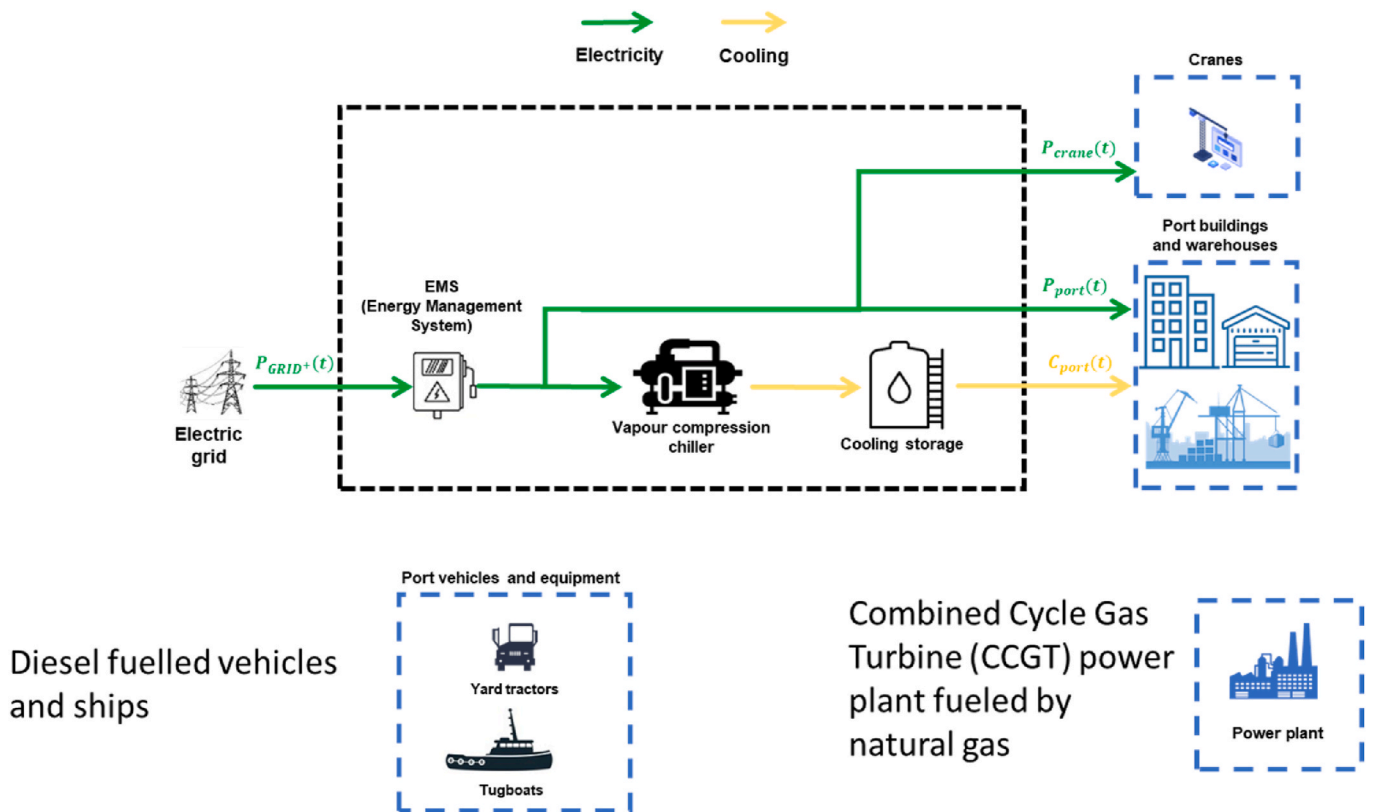 Electricity
Cooling
Cranes
P_crane(t)
Port buildings
and warehouses
P_port(t)
EMS
(Energy Management
System)
P_GRID+(t)
C_port(t)
Electric
grid
Vapour compression
chiller
Cooling storage
Port vehicles and equipment
Diesel fuelled vehicles
and ships
Yard tractors
Tugboats
Combined Cycle Gas
Turbine (CCGT) power
plant fueled by
natural gas
Power plant